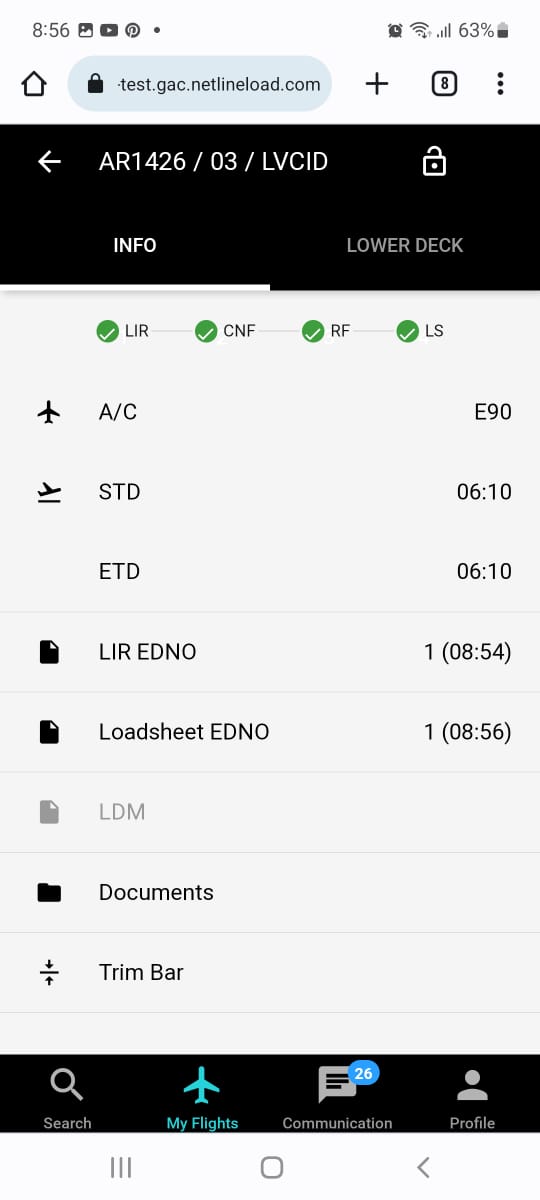 8:56 63%
-test.gac.netlineload.com 8
AR1426 / 03 / LVCID
INFO LOWER DECK
LIR CNF RF LS
A/C E90
STD 06:10
ETD 06:10
LIR EDNO 1 (08:54)
Loadsheet EDNO 1 (08:56)
LDM
Documents
Trim Bar
26
Search My Flights Communication Profile